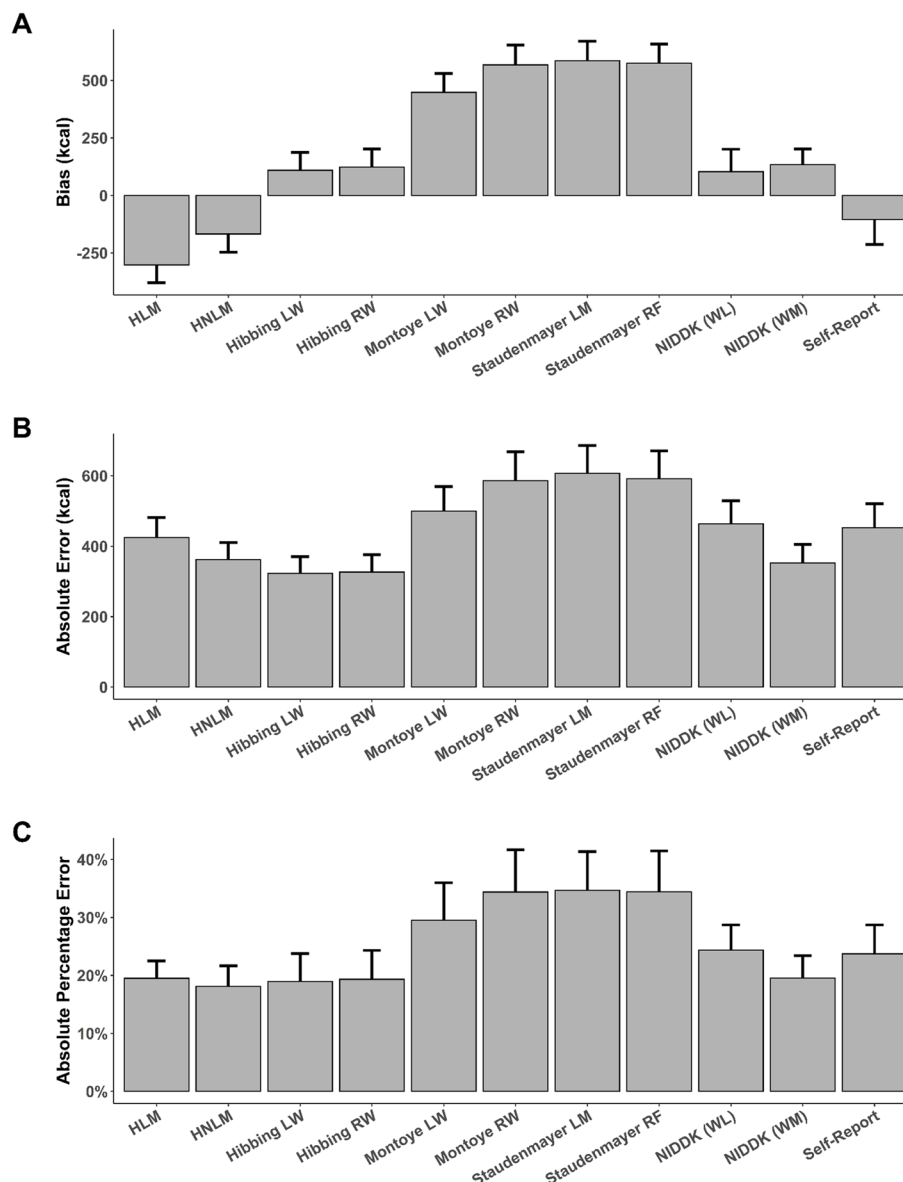 A
Bias (kcal)
500
250
0
-250
HLM
HNLM
Hibbing LW
Hibbing RW
Montoye LW
Montoye RW
Staudenmayer LM
Staudenmayer RF
NIDDK (WL)
NIDDK (WM)
Self-Report
B
Absolute Error (kcal)
600
400
200
0
HLM
HNLM
Hibbing LW
Hibbing RW
Montoye LW
Montoye RW
Staudenmayer LM
Staudenmayer RF
NIDDK (WL)
NIDDK (WM)
Self-Report
C
Absolute Percentage Error
40%
30%
20%
10%
0%
HLM
HNLM
Hibbing LW
Hibbing RW
Montoye LW
Montoye RW
Staudenmayer LM
Staudenmayer RF
NIDDK (WL)
NIDDK (WM)
Self-Report